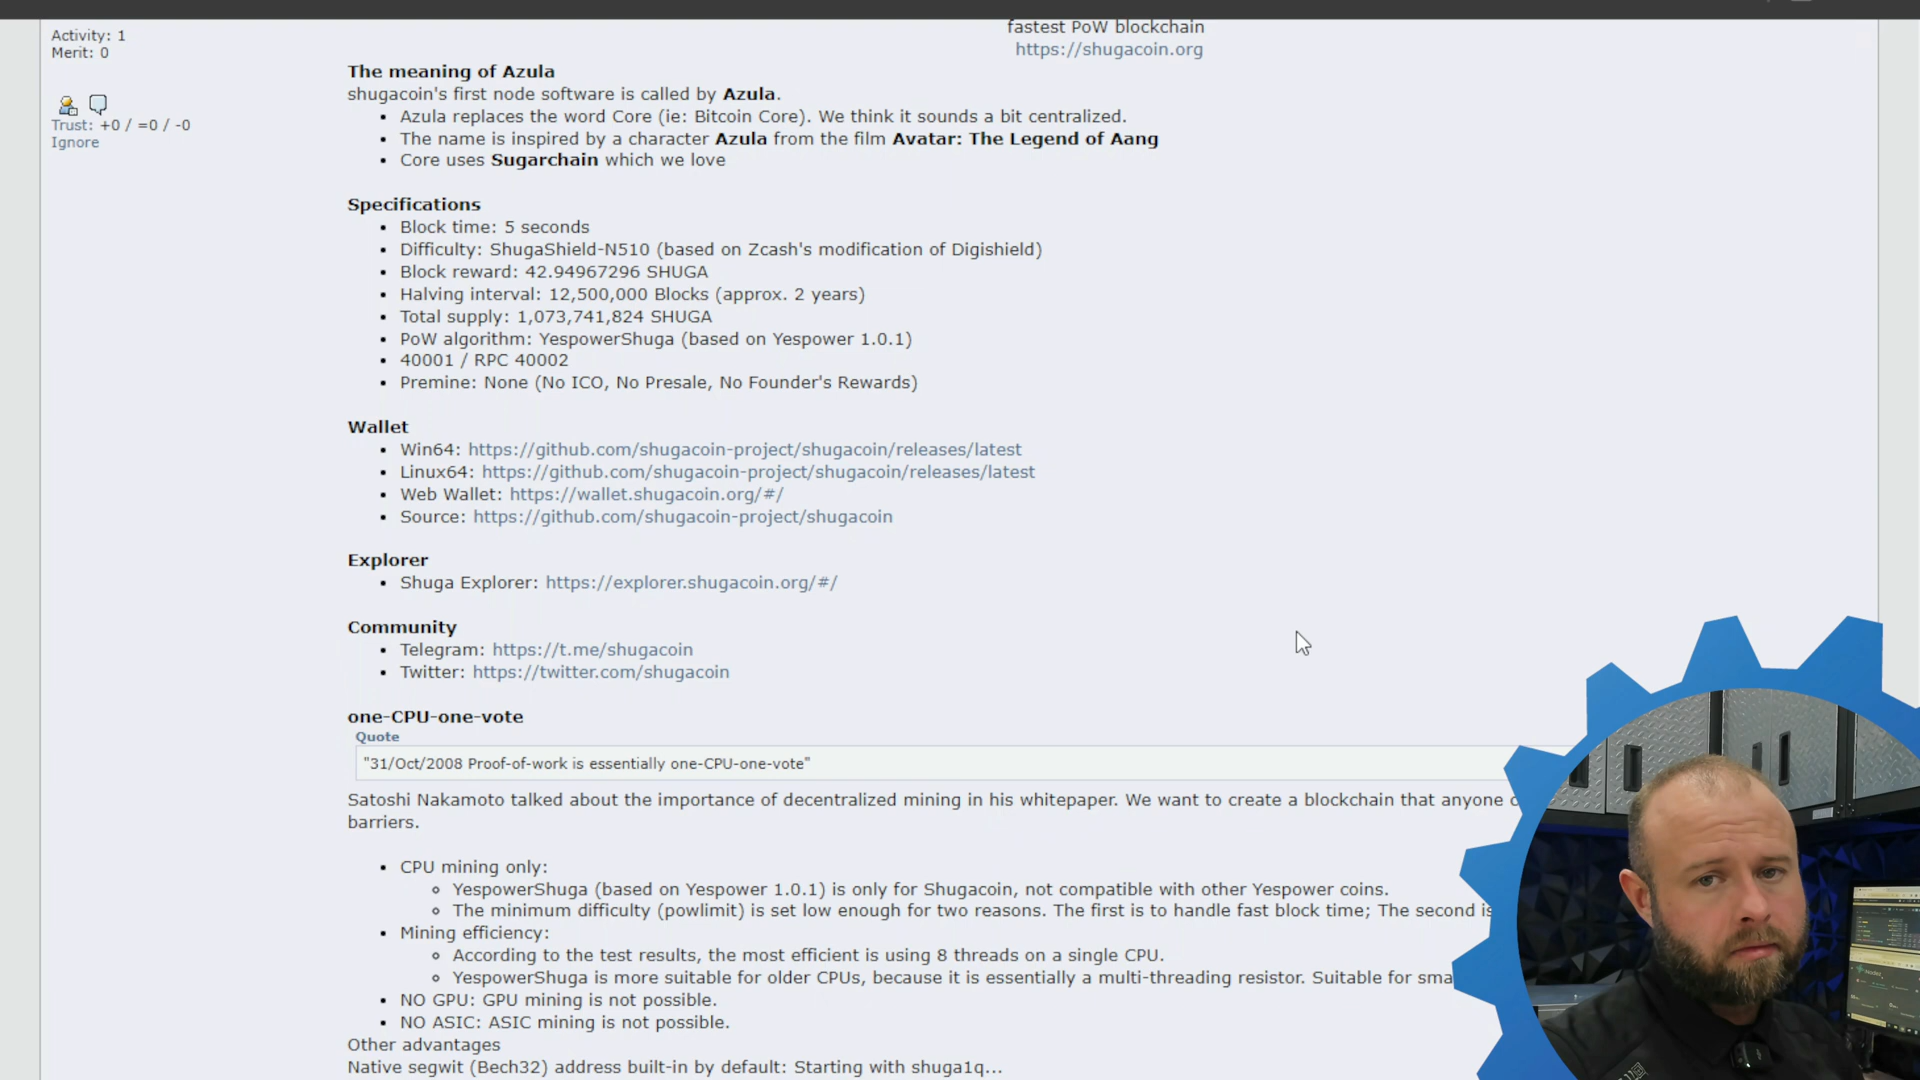 fastest PoW blockchain
https://shugacoin.org
Activity: 1
Merit: 0
Trust: +0 / =0 / -0
Ignore
The meaning of Azula
shugacoin's first node software is called by Azula.
Azula replaces the word Core (ie: Bitcoin Core). We think it sounds a bit centralized.
The name is inspired by a character Azula from the film Avatar: The Legend of Aang
Core uses Sugarchain which we love
Specifications
Block time: 5 seconds
Difficulty: ShugaShield-N510 (based on Zcash's modification of Digishield)
Block reward: 42.94967296 SHUGA
Halving interval: 12,500,000 Blocks (approx. 2 years)
Total supply: 1,073,741,824 SHUGA
PoW algorithm: YespowerShuga (based on Yespower 1.0.1)
40001 / RPC 40002
Premine: None (No ICO, No Presale, No Founder's Rewards)
Wallet
Win64: https://github.com/shugacoin-project/shugacoin/releases/latest
Linux64: https://github.com/shugacoin-project/shugacoin/releases/latest
Web Wallet: https://wallet.shugacoin.org/#/
Source: https://github.com/shugacoin-project/shugacoin
Explorer
Shuga Explorer: https://explorer.shugacoin.org/#/
Community
Telegram: https://t.me/shugacoin
Twitter: https://twitter.com/shugacoin
one-CPU-one-vote
Quote
"31/Oct/2008 Proof-of-work is essentially one-CPU-one-vote"
Satoshi Nakamoto talked about the importance of decentralized mining in his whitepaper. We want to create a blockchain that anyone
barriers.
CPU mining only:
YespowerShuga (based on Yespower 1.0.1) is only for Shugacoin, not compatible with other Yespower coins.
The minimum difficulty (powlimit) is set low enough for two reasons. The first is to handle fast block time; The second is
Mining efficiency:
According to the test results, the most efficient is using 8 threads on a single CPU.
YespowerShuga is more suitable for older CPUs, because it is essentially a multi-threading resistor. Suitable for
NO GPU: GPU mining is not possible.
NO ASIC: ASIC mining is not possible.
Other advantages
Native segwit (Bech32) address built-in by default: Starting with shuga1q...